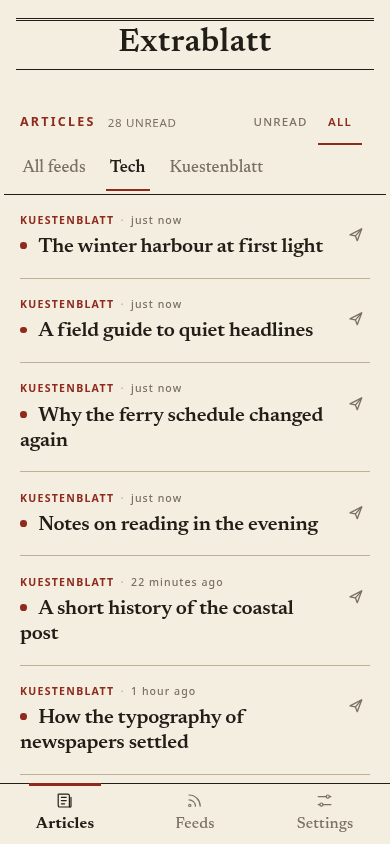 Extrablatt
ARTICLES 28 UNREAD UNREAD ALL
All feeds Tech Kuestenblatt
KUESTENBLATT · just now
The winter harbour at first light
KUESTENBLATT · just now
A field guide to quiet headlines
KUESTENBLATT · just now
Why the ferry schedule changed
again
KUESTENBLATT · just now
Notes on reading in the evening
KUESTENBLATT · 22 minutes ago
A short history of the coastal
post
KUESTENBLATT · 1 hour ago
How the typography of
newspapers settled
Articles Feeds Settings